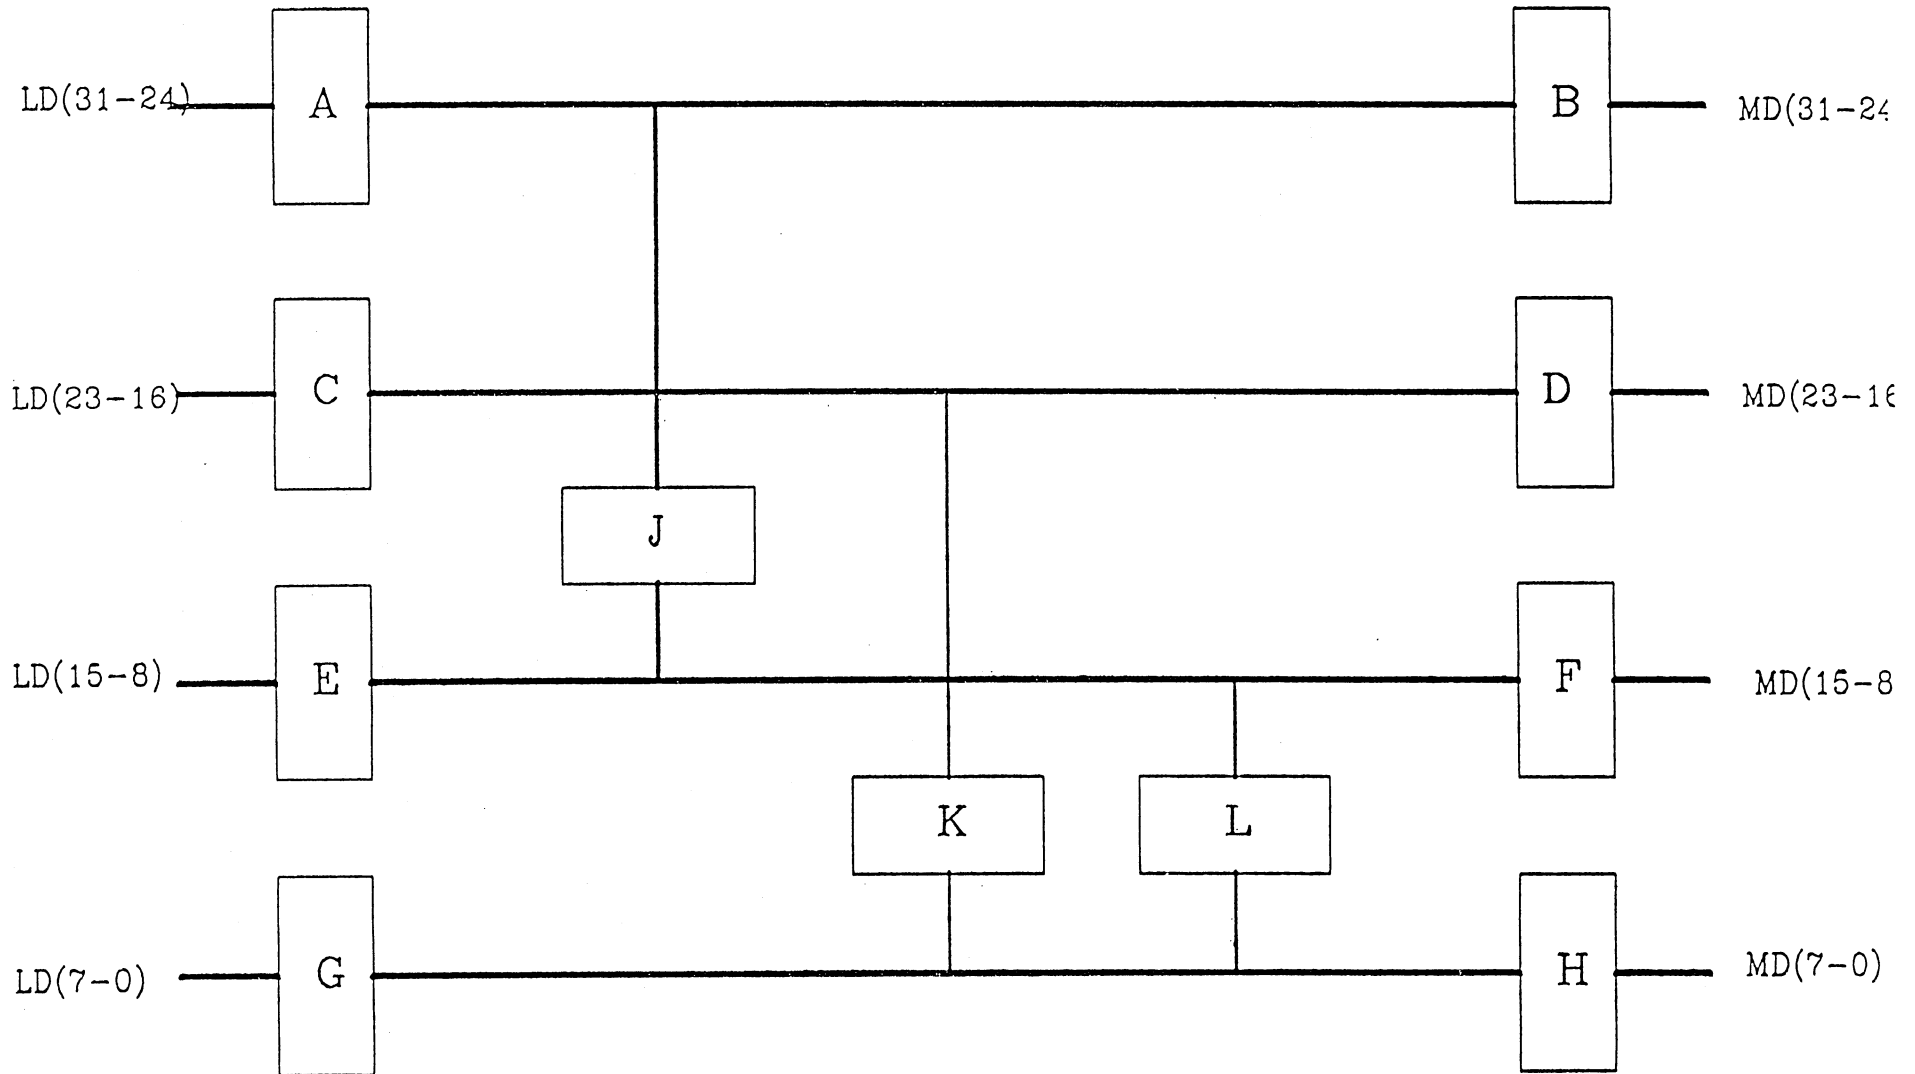 LD(31-24) A B MD(31-24
LD(23-16) C D MD(23-16
J
LD(15-8) E F MD(15-8
K L
LD(7-0) G H MD(7-0)